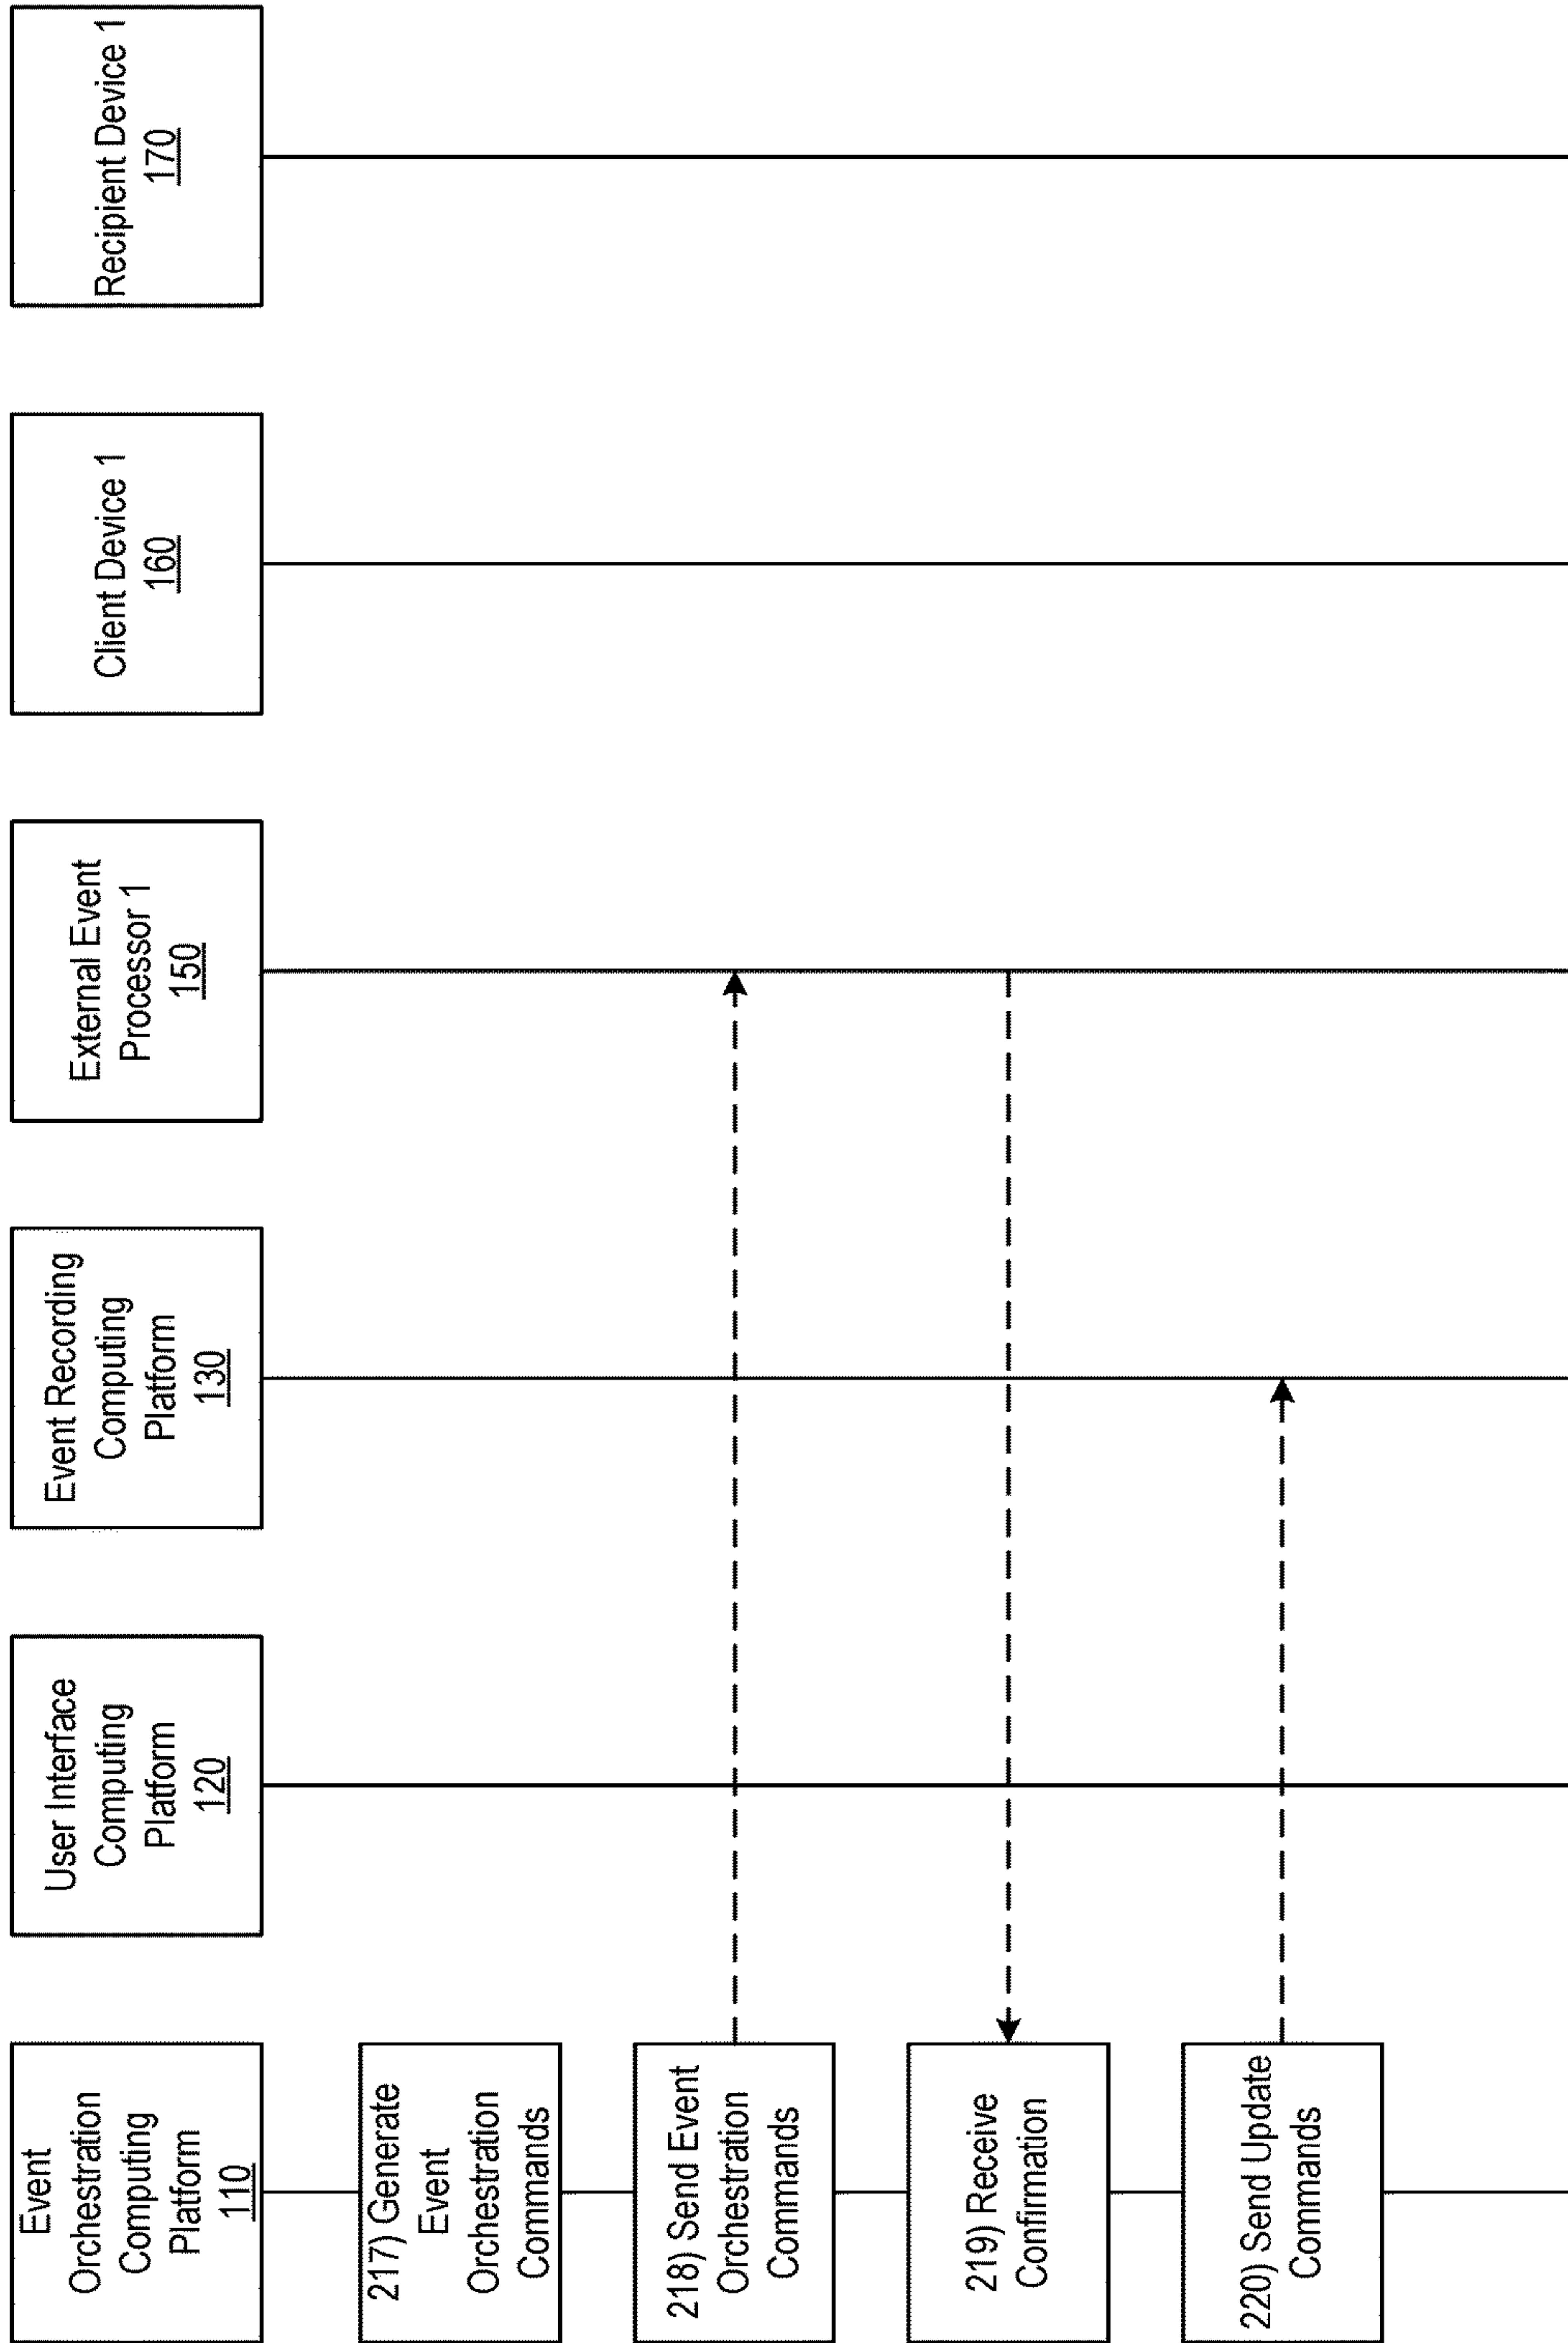 Event
Orchestration
Computing
Platform
110
User Interface
Computing
Platform
120
Event Recording
Computing
Platform
130
External Event
Processor 1
150
Client Device 1
160
Recipient Device 1
170
217) Generate
Event
Orchestration
Commands
218) Send Event
Orchestration
Commands
219) Receive
Confirmation
220) Send Update
Commands